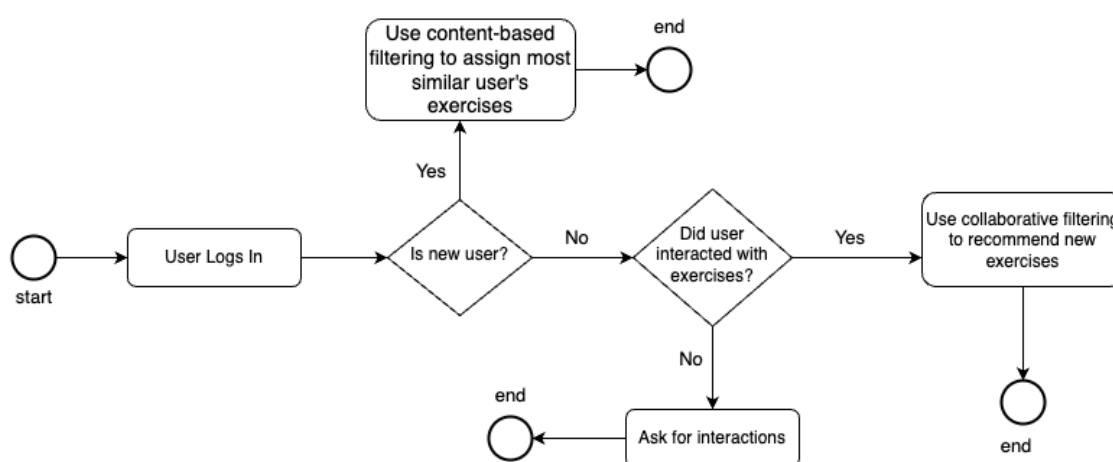 Use content-based
filtering to assign most
similar user's
exercises
end
Yes
start
User Logs In
Is new user?
No
Did user
interacted with
exercises?
Yes
Use collaborative filtering
to recommend new
exercises
No
end
Ask for interactions
end